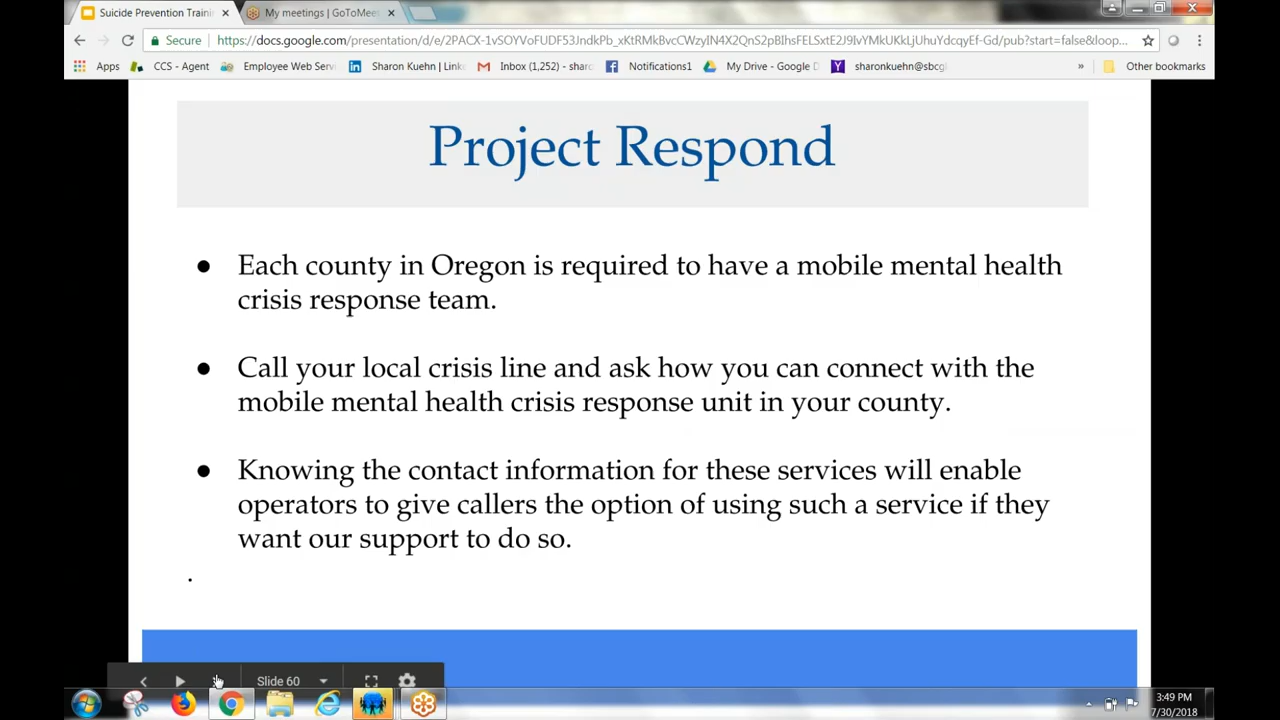 Suicide Prevention Traini
My meetings | GoToMee
Secure
https://docs.google.com/presentation/d/e/2PACX-1vSOYVoFUDF53JndkPb_xKtRMkBvcCWzyIN4X2QnS2pBIhsFELSxtE2J9IvYMkUKkLjUhuYdcqyEf-Gd/pub?start=false&loop...
Apps
CCS - Agent
Employee Web Servi
Sharon Kuehn | Link
Inbox (1,252) - shar
Notifications1
My Drive - Google D
sharonkuehn@sbcg
»
Other bookmarks
Project Respond
● Each county in Oregon is required to have a mobile mental health
crisis response team.
● Call your local crisis line and ask how you can connect with the
mobile mental health crisis response unit in your county.
● Knowing the contact information for these services will enable
operators to give callers the option of using such a service if they
want our support to do so.
.
Slide 60
3:49 PM
7/30/2018